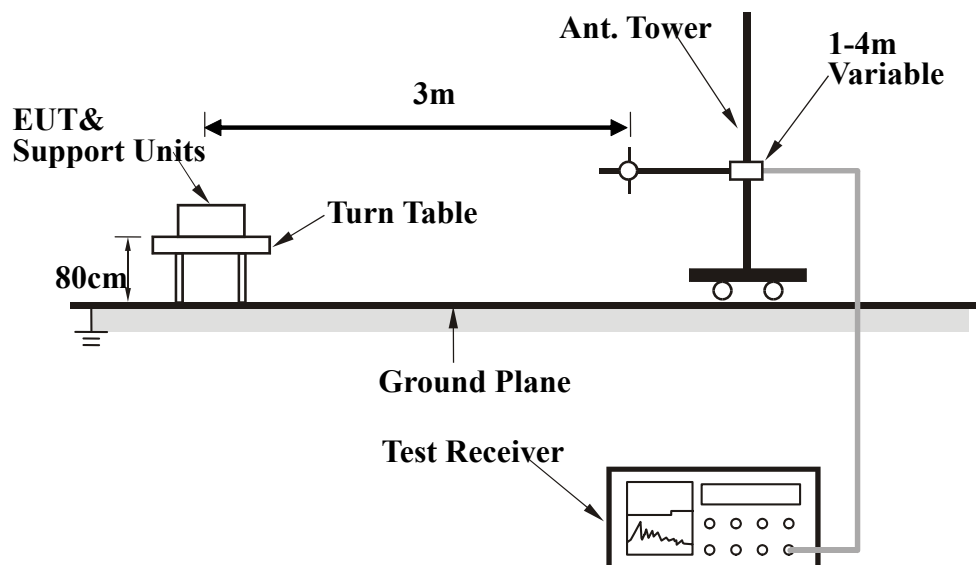 Ant. Tower
1-4m
Variable
3m
EUT&
Support Units
Turn Table
80cm
Ground Plane
Test Receiver